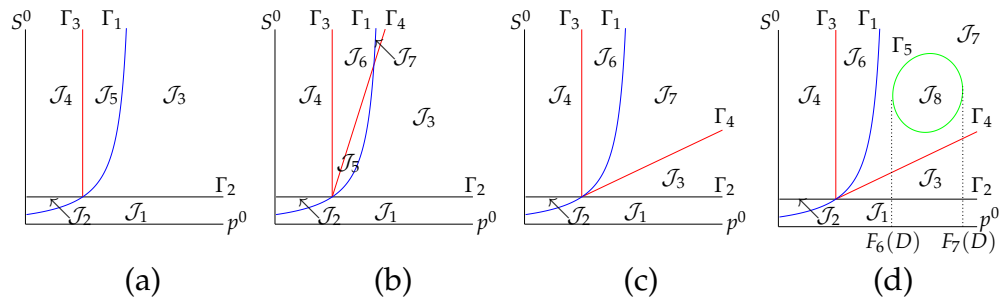 S⁰ Γ₃ Γ₁ S⁰ Γ₃ Γ₁ Γ₄ S⁰ Γ₃ Γ₁ S⁰ Γ₃ Γ₁
𝒥₄ 𝒥₅ 𝒥₃ Γ₂ 𝒥₂ 𝒥₁ p⁰
𝒥₆ 𝒥₇ 𝒥₄ 𝒥₃ 𝒥₅ Γ₂ 𝒥₂ 𝒥₁ p⁰
𝒥₆ 𝒥₄ 𝒥₇ Γ₄ 𝒥₃ Γ₂ 𝒥₂ 𝒥₁ p⁰
𝒥₇ 𝒥₆ Γ₅ 𝒥₄ 𝒥₈ Γ₄ 𝒥₃ Γ₂ 𝒥₂ 𝒥₁ p⁰
F₆(D) F₇(D)
(a) (b) (c) (d)